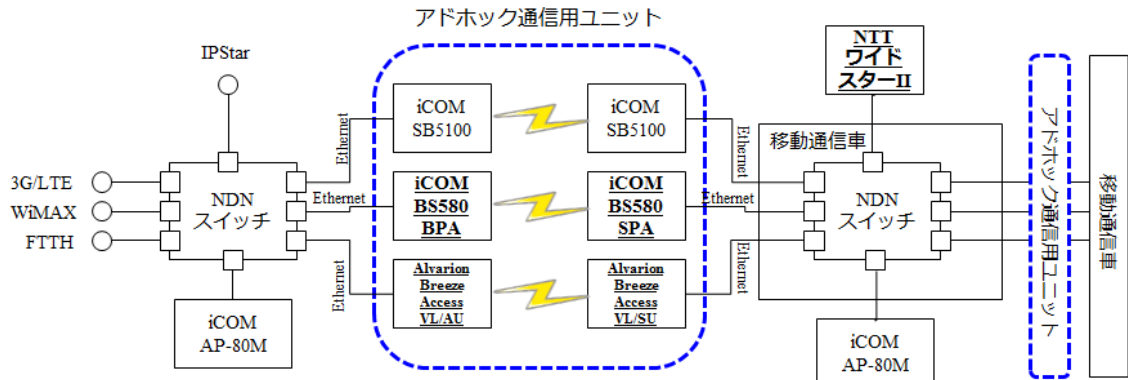 アドホック通信用ユニット
IPStar
3G/LTE
WiMAX
FTTH
NDN
スイッチ
iCOM
AP-80M
Ethernet
Ethernet
Ethernet
iCOM
SB5100
iCOM
SB5100
iCOM
BS580
BPA
iCOM
BS580
SPA
Alvarion
Breeze
Access
VL/AU
Alvarion
Breeze
Access
VL/SU
Ethernet
Ethernet
Ethernet
NTT
ワイド
スターII
移動通信車
NDN
スイッチ
iCOM
AP-80M
アドホック通信用ユニット
移動通信車